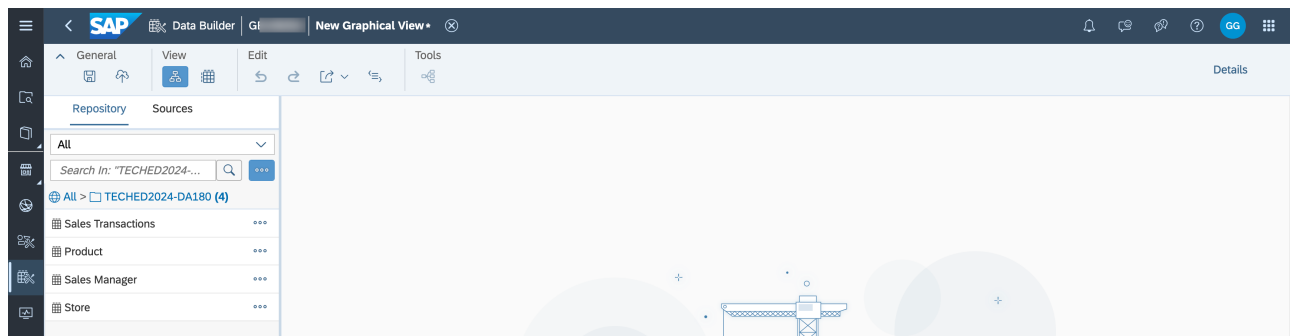 SAP Data Builder GI New Graphical View•
GG
General View Edit Tools
Details
Repository Sources
All
Search In: "TECHED2024-...
All > TECHED2024-DA180 (4)
Sales Transactions
Product
Sales Manager
Store